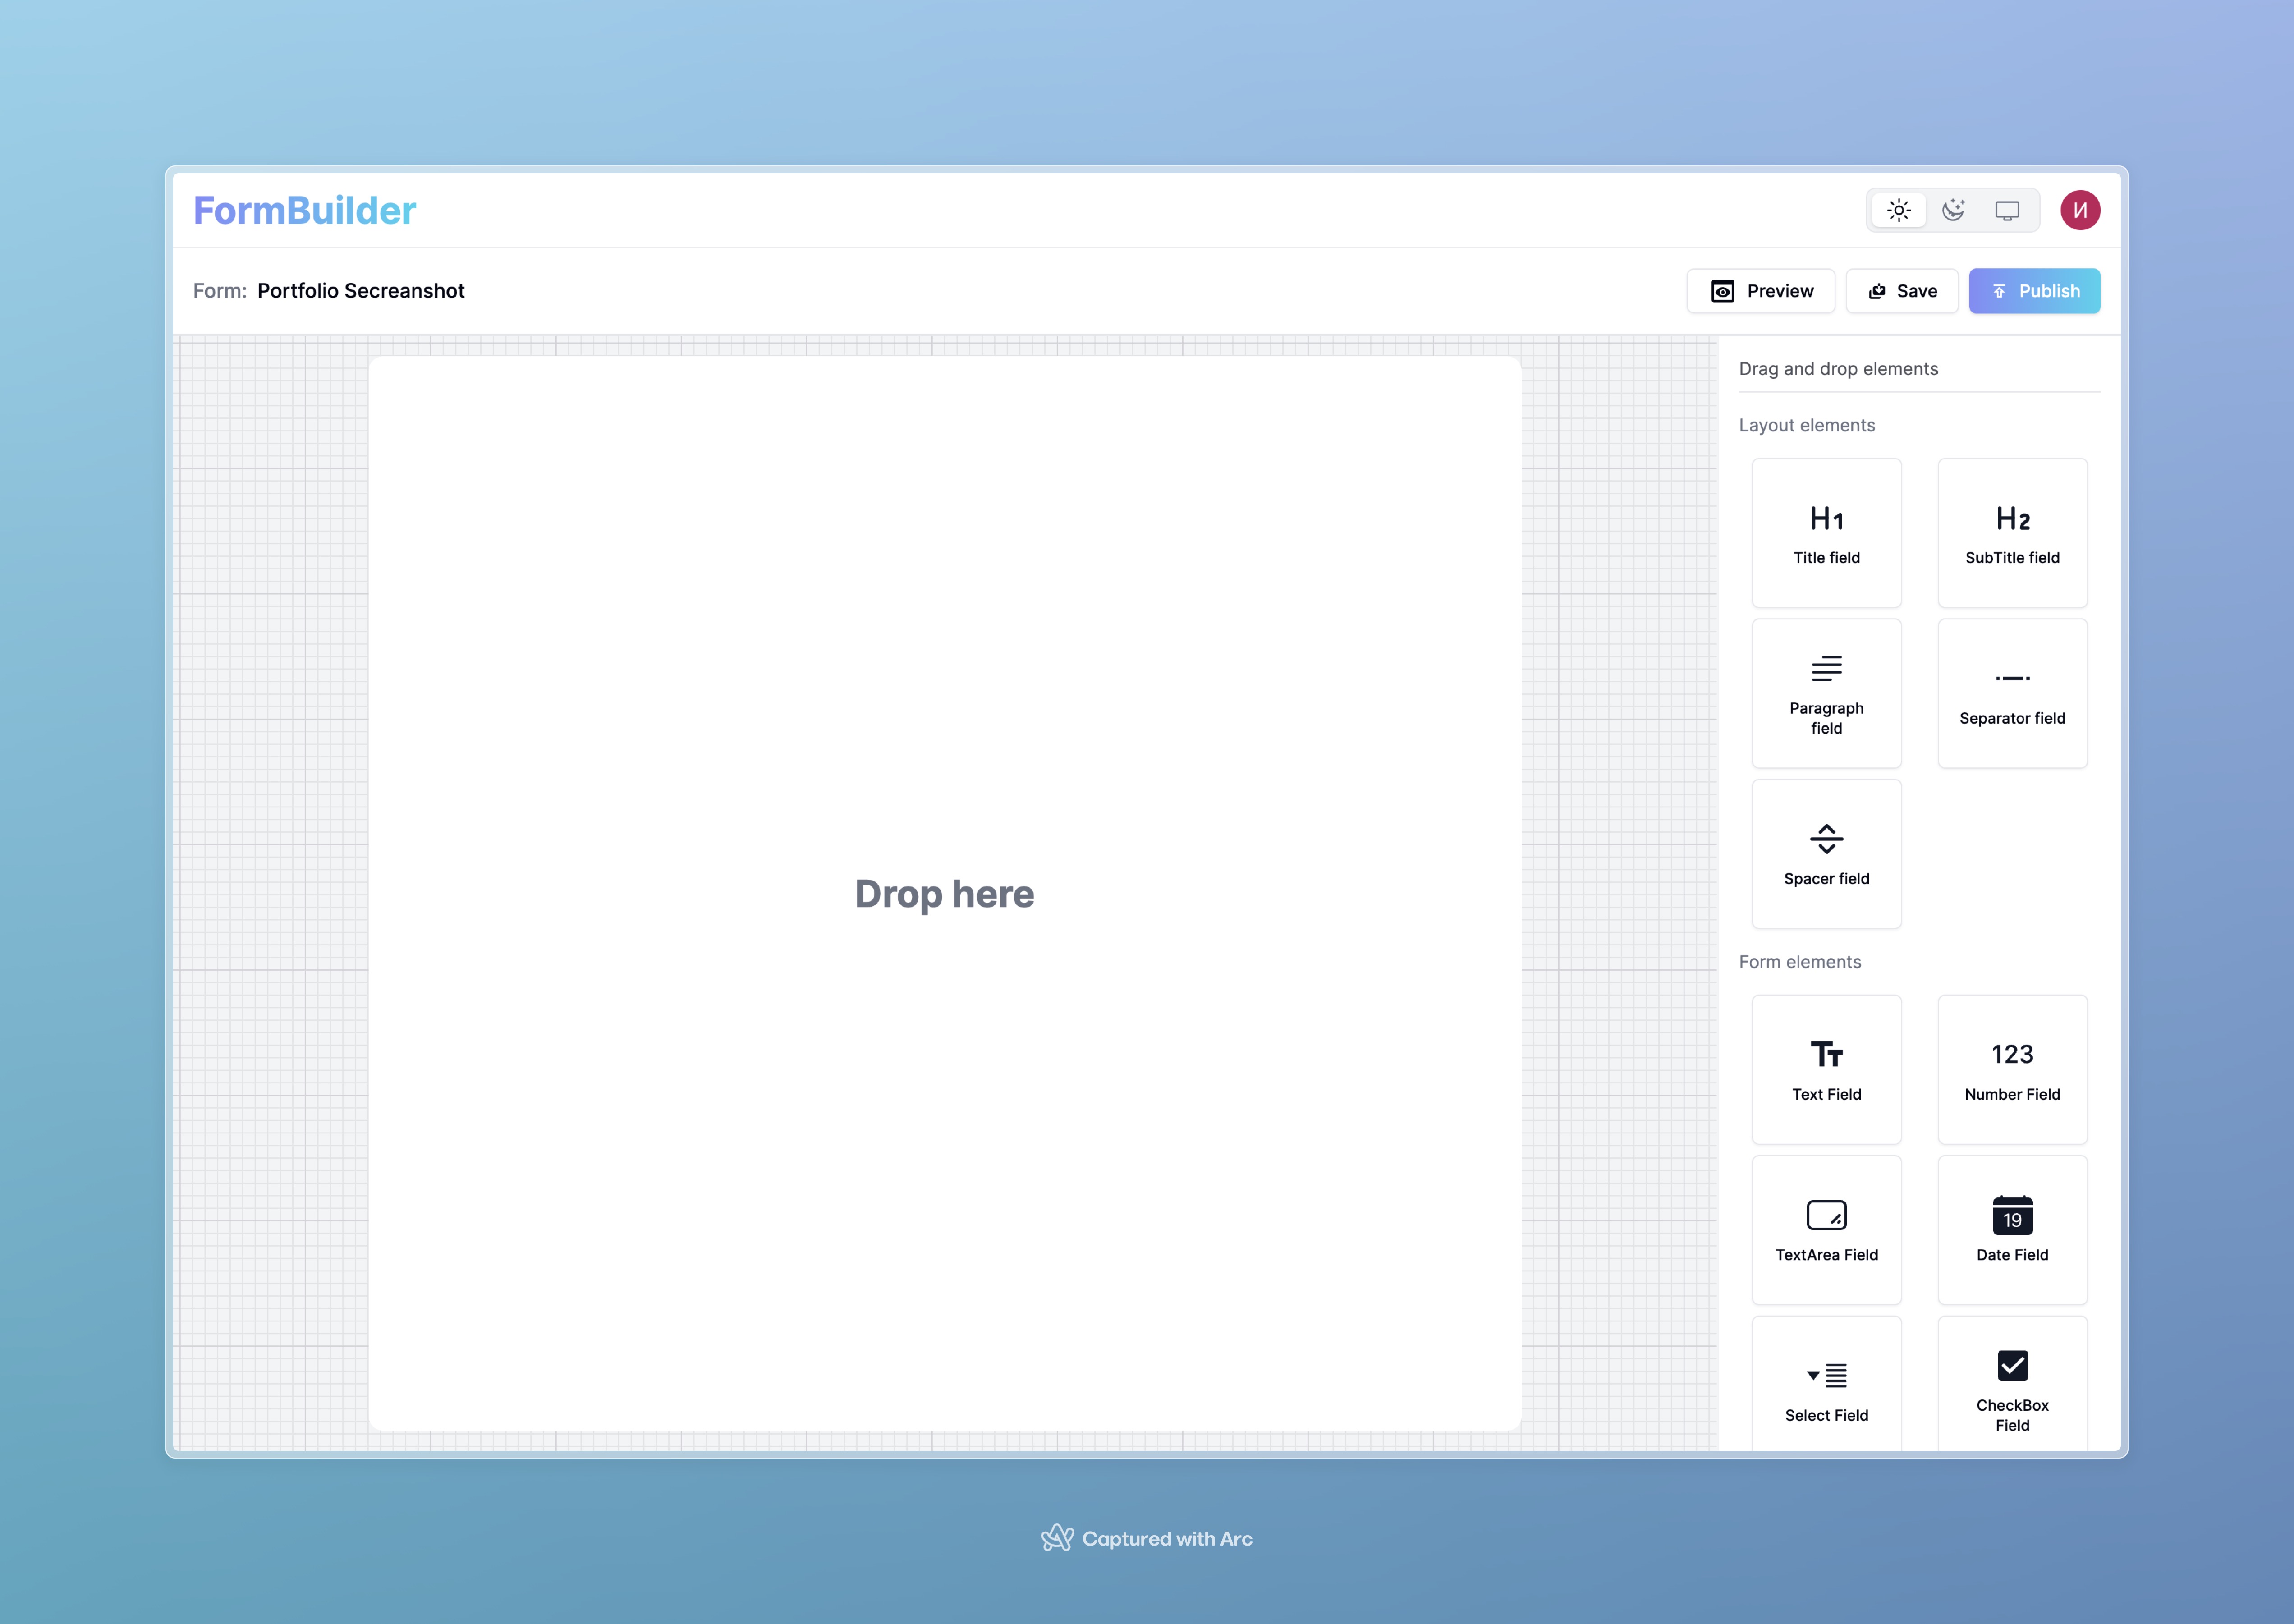 FormBuilder
И
Form: Portfolio Secreanshot
Preview
Save
Publish
Drop here
Drag and drop elements
Layout elements
H1
Title field
H2
SubTitle field
Paragraph
field
Separator field
Spacer field
Form elements
Tт
Text Field
123
Number Field
TextArea Field
19
Date Field
Select Field
CheckBox
Field
Captured with Arc